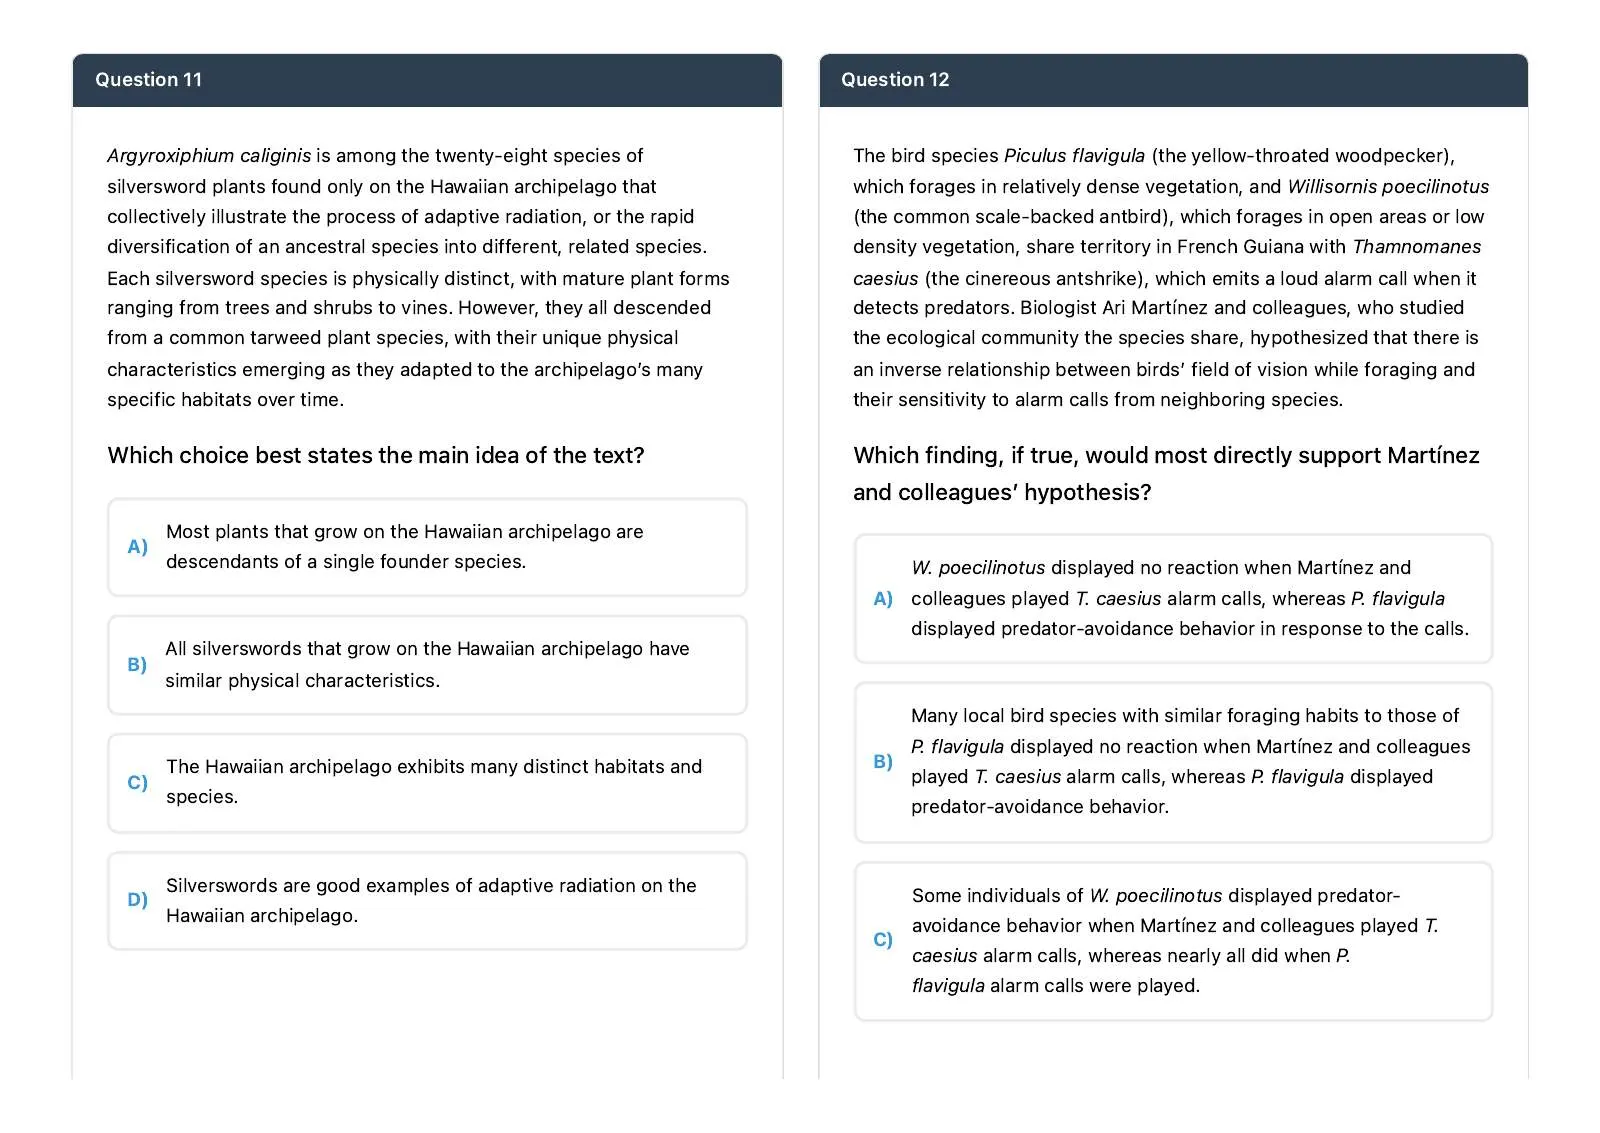 Question 11
Argyroxiphium caliginis is among the twenty-eight species of
silversword plants found only on the Hawaiian archipelago that
collectively illustrate the process of adaptive radiation, or the rapid
diversification of an ancestral species into different, related species.
Each silversword species is physically distinct, with mature plant forms
ranging from trees and shrubs to vines. However, they all descended
from a common tarweed plant species, with their unique physical
characteristics emerging as they adapted to the archipelago’s many
specific habitats over time.
Which choice best states the main idea of the text?
A) Most plants that grow on the Hawaiian archipelago are
descendants of a single founder species.
B) All silverswords that grow on the Hawaiian archipelago have
similar physical characteristics.
C) The Hawaiian archipelago exhibits many distinct habitats and
species.
D) Silverswords are good examples of adaptive radiation on the
Hawaiian archipelago.
Question 12
The bird species Piculus flavigula (the yellow-throated woodpecker),
which forages in relatively dense vegetation, and Willisornis poecilinotus
(the common scale-backed antbird), which forages in open areas or low
density vegetation, share territory in French Guiana with Thamnomanes
caesius (the cinereous antshrike), which emits a loud alarm call when it
detects predators. Biologist Ari Martínez and colleagues, who studied
the ecological community the species share, hypothesized that there is
an inverse relationship between birds’ field of vision while foraging and
their sensitivity to alarm calls from neighboring species.
Which finding, if true, would most directly support Martínez
and colleagues’ hypothesis?
A) W. poecilinotus displayed no reaction when Martínez and
colleagues played T. caesius alarm calls, whereas P. flavigula
displayed predator-avoidance behavior in response to the calls.
B) Many local bird species with similar foraging habits to those of
P. flavigula displayed no reaction when Martínez and colleagues
played T. caesius alarm calls, whereas P. flavigula displayed
predator-avoidance behavior.
C) Some individuals of W. poecilinotus displayed predator-
avoidance behavior when Martínez and colleagues played T.
caesius alarm calls, whereas nearly all did when P.
flavigula alarm calls were played.